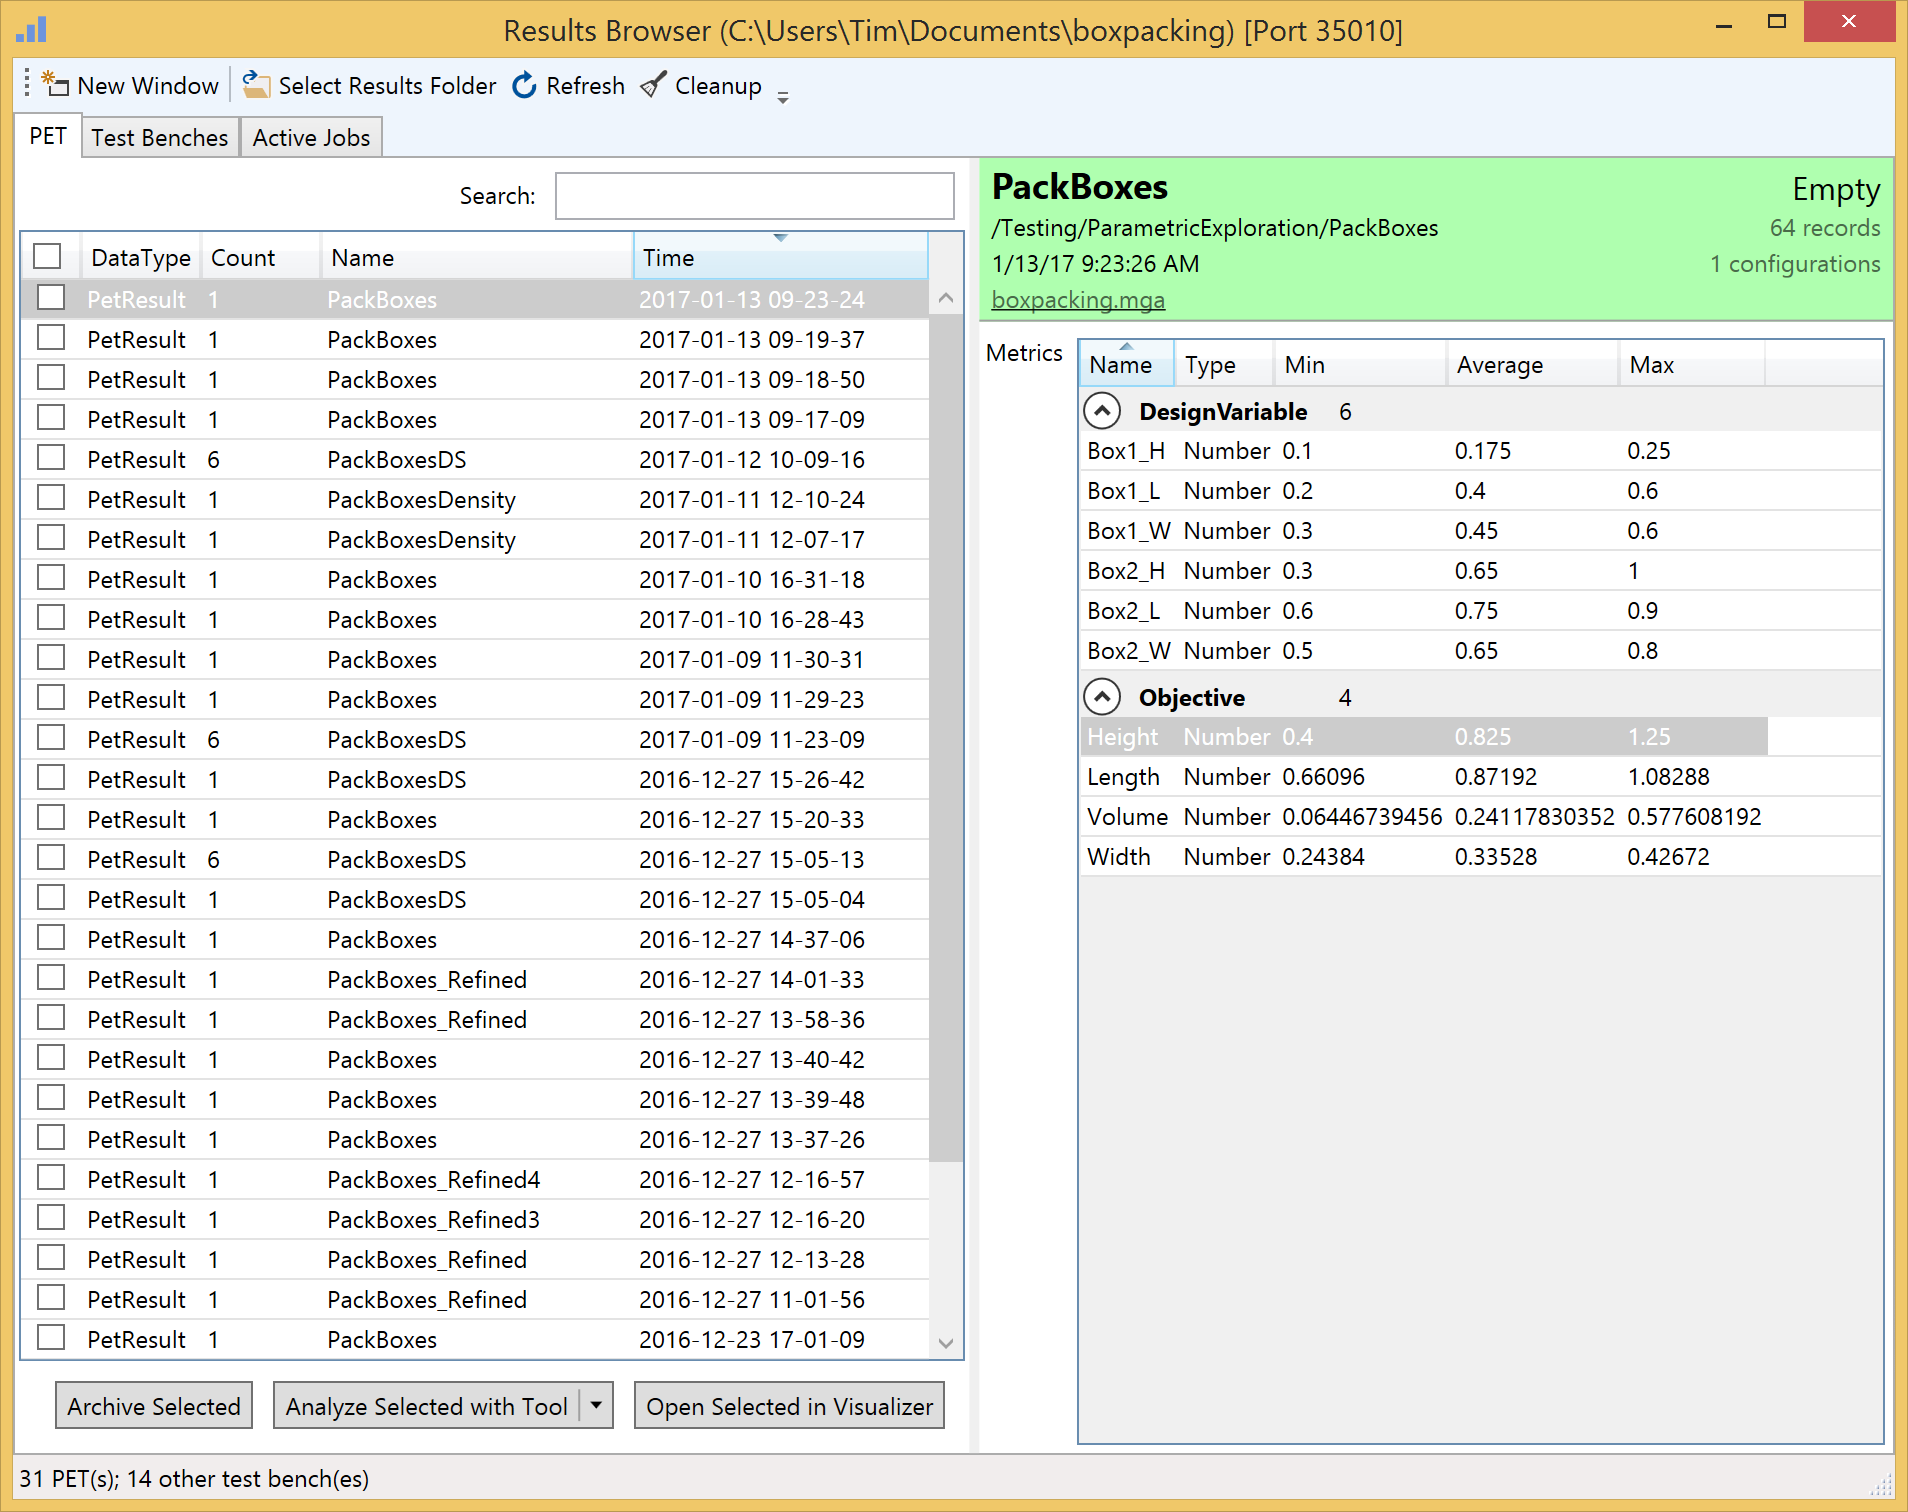 Results Browser (C:\Users\Tim\Documents\boxpacking) [Port 35010]
New Window Select Results Folder Refresh Cleanup
PET Test Benches Active Jobs
Search:
DataType Count Name Time
PetResult 1 PackBoxes 2017-01-13 09-23-24
PetResult 1 PackBoxes 2017-01-13 09-19-37
PetResult 1 PackBoxes 2017-01-13 09-18-50
PetResult 1 PackBoxes 2017-01-13 09-17-09
PetResult 6 PackBoxesDS 2017-01-12 10-09-16
PetResult 1 PackBoxesDensity 2017-01-11 12-10-24
PetResult 1 PackBoxesDensity 2017-01-11 12-07-17
PetResult 1 PackBoxes 2017-01-10 16-31-18
PetResult 1 PackBoxes 2017-01-10 16-28-43
PetResult 1 PackBoxes 2017-01-09 11-30-31
PetResult 1 PackBoxes 2017-01-09 11-29-23
PetResult 6 PackBoxesDS 2017-01-09 11-23-09
PetResult 1 PackBoxesDS 2016-12-27 15-26-42
PetResult 1 PackBoxes 2016-12-27 15-20-33
PetResult 6 PackBoxesDS 2016-12-27 15-05-13
PetResult 1 PackBoxesDS 2016-12-27 15-05-04
PetResult 1 PackBoxes 2016-12-27 14-37-06
PetResult 1 PackBoxes_Refined 2016-12-27 14-01-33
PetResult 1 PackBoxes_Refined 2016-12-27 13-58-36
PetResult 1 PackBoxes 2016-12-27 13-40-42
PetResult 1 PackBoxes 2016-12-27 13-39-48
PetResult 1 PackBoxes 2016-12-27 13-37-26
PetResult 1 PackBoxes_Refined4 2016-12-27 12-16-57
PetResult 1 PackBoxes_Refined3 2016-12-27 12-16-20
PetResult 1 PackBoxes_Refined 2016-12-27 12-13-28
PetResult 1 PackBoxes_Refined 2016-12-27 11-01-56
PetResult 1 PackBoxes 2016-12-23 17-01-09
Archive Selected Analyze Selected with Tool Open Selected in Visualizer
PackBoxes Empty
/Testing/ParametricExploration/PackBoxes 64 records
1/13/17 9:23:26 AM 1 configurations
boxpacking.mga
Metrics
Name Type Min Average Max
DesignVariable 6
Box1_H Number 0.1 0.175 0.25
Box1_L Number 0.2 0.4 0.6
Box1_W Number 0.3 0.45 0.6
Box2_H Number 0.3 0.65 1
Box2_L Number 0.6 0.75 0.9
Box2_W Number 0.5 0.65 0.8
Objective 4
Height Number 0.4 0.825 1.25
Length Number 0.66096 0.87192 1.08288
Volume Number 0.06446739456 0.24117830352 0.577608192
Width Number 0.24384 0.33528 0.42672
31 PET(s); 14 other test bench(es)